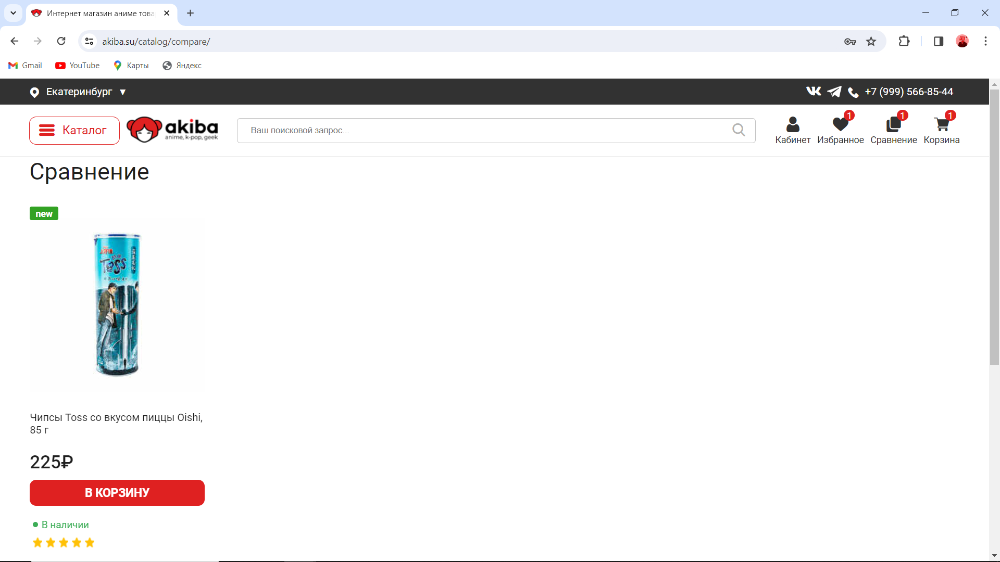 Интернет магазин аниме това
akiba.su/catalog/compare/
Gmail YouTube Карты Яндекс
Екатеринбург ▼
+7 (999) 566-85-44
Каталог
akiba
anime, k-pop, geek
Ваш поисковой запрос...
1 1 1
Кабинет Избранное Сравнение Корзина
Сравнение
new
Toss
Чипсы Toss со вкусом пиццы Oishi,
85 г
225₽
В КОРЗИНУ
В наличии